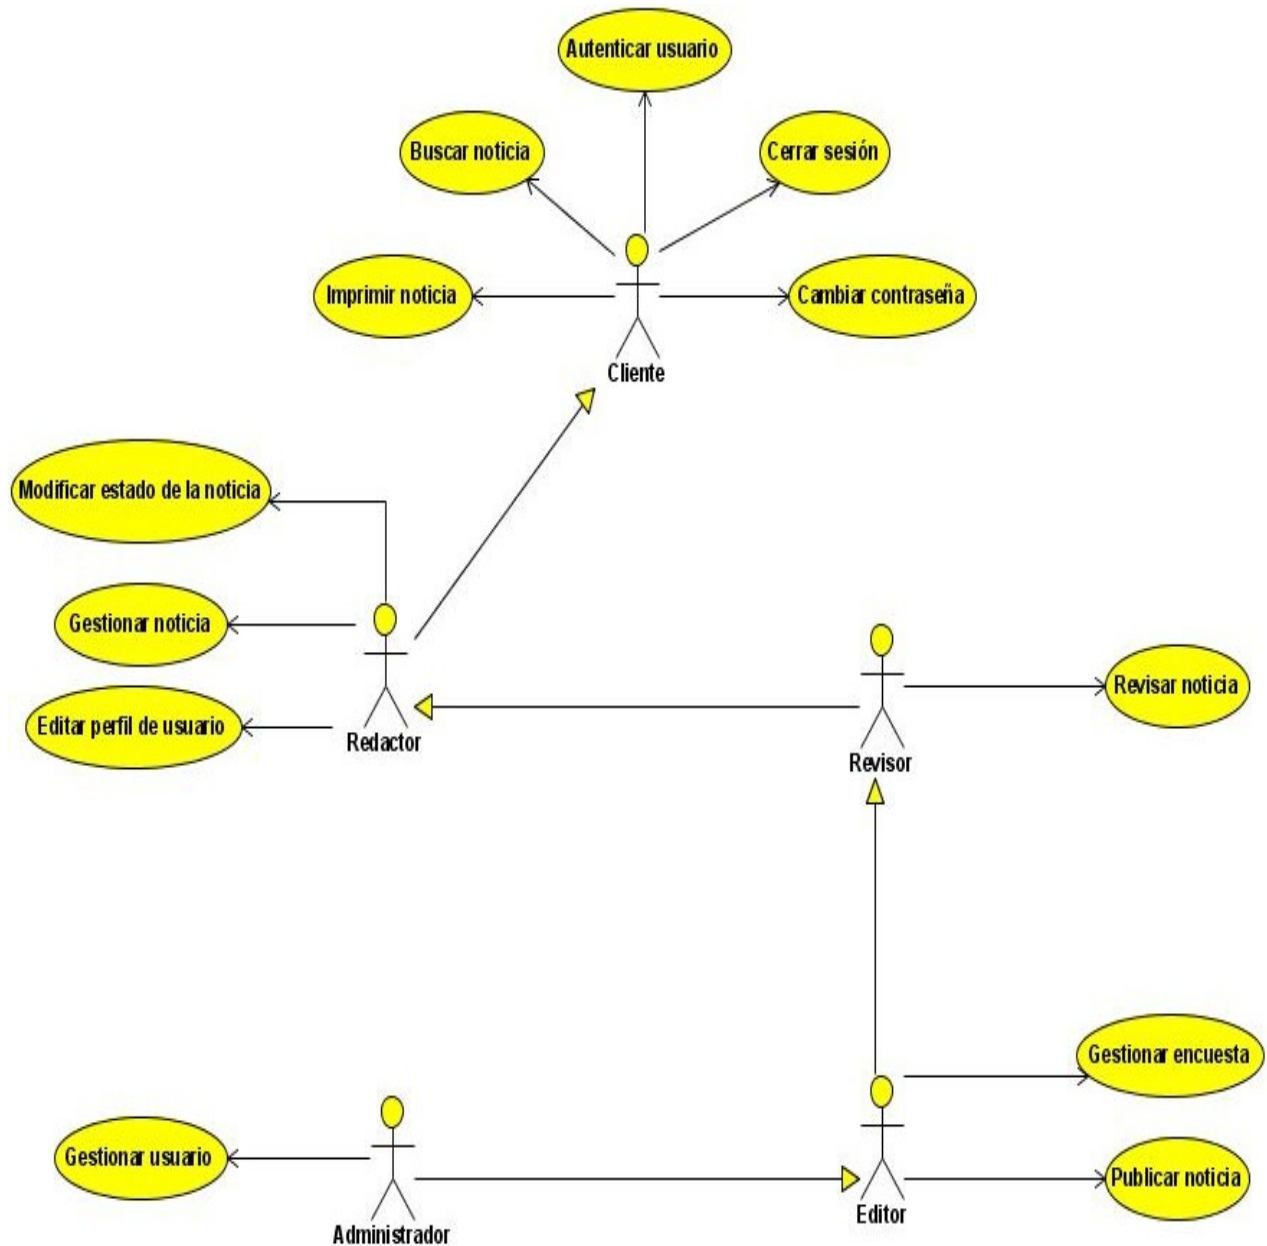 Autenticar usuario
Buscar noticia
Cerrar sesión
Imprimir noticia
Cambiar contraseña
Cliente
Modificar estado de la noticia
Gestionar noticia
Editar perfil de usuario
Redactor
Revisar noticia
Revisor
Gestionar encuesta
Gestionar usuario
Publicar noticia
Administrador
Editor